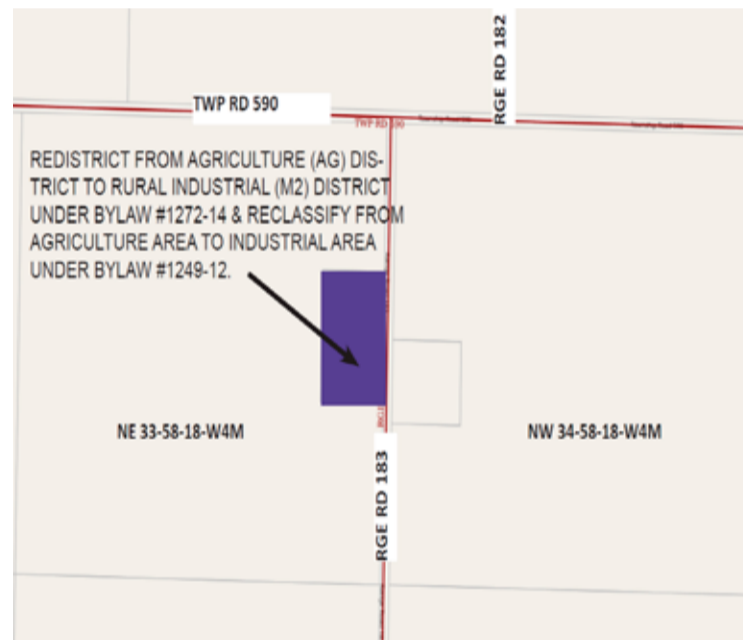 RGE RD 182
TWP RD 590
TWP RD
REDISTRICT FROM AGRICULTURE (AG) DIS-
TRICT TO RURAL INDUSTRIAL (M2) DISTRICT
UNDER BYLAW #1272-14 & RECLASSIFY FROM
AGRICULTURE AREA TO INDUSTRIAL AREA
UNDER BYLAW #1249-12.
NE 33-58-18-W4M
NW 34-58-18-W4M
RGE RD 183